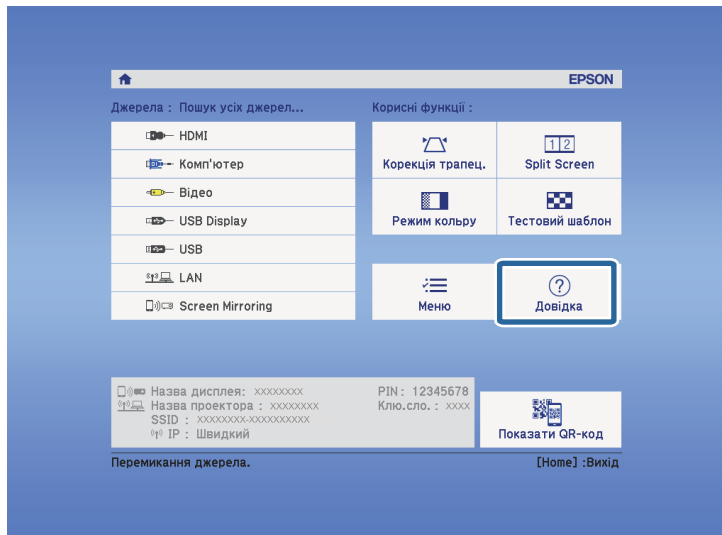 EPSON
Джерела : Пошук усіх джерел...
HDMI
Комп'ютер
Відео
USB Display
USB
LAN
Screen Mirroring
Корисні функції :
Корекція трапец.
1 2
Split Screen
Режим кольру
Тестовий шаблон
Меню
?
Довідка
Назва дисплея: xxxxxxxx
Назва проектора : xxxxxxxx
SSID : xxxxxxxx-xxxxxxxxxx
IP : Швидкий
PIN : 12345678
Клю.сло. : xxxx
Показати QR-код
Перемикання джерела.
[Home] :Вихід